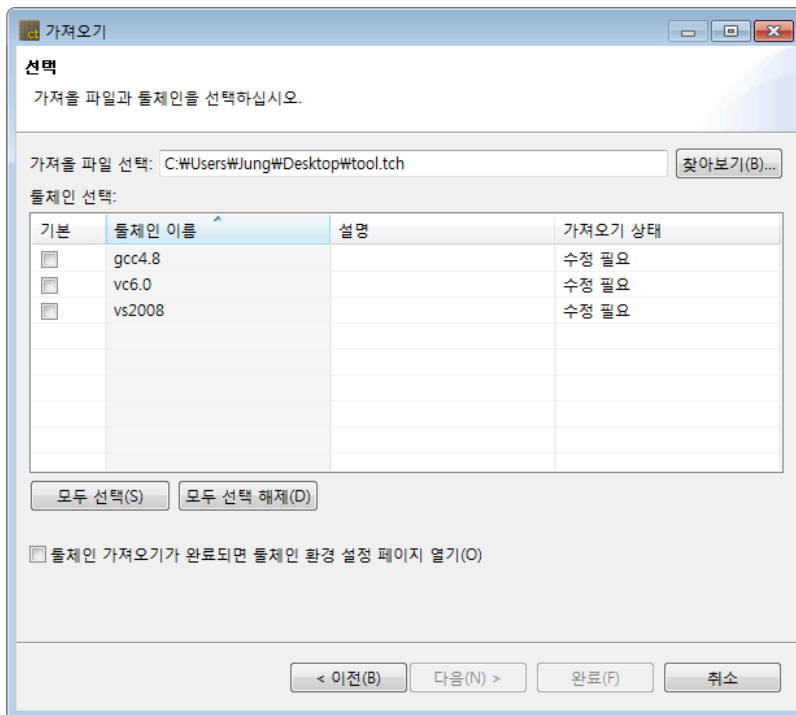 ct 가져오기
선택
가져올 파일과 툴체인을 선택하십시오.
가져올 파일 선택: C:₩Users₩Jung₩Desktop₩tool.tch 찾아보기(B)...
툴체인 선택:
기본 툴체인 이름 설명 가져오기 상태
gcc4.8 수정 필요
vc6.0 수정 필요
vs2008 수정 필요
모두 선택(S) 모두 선택 해제(D)
툴체인 가져오기가 완료되면 툴체인 환경 설정 페이지 열기(O)
< 이전(B) 다음(N) > 완료(F) 취소